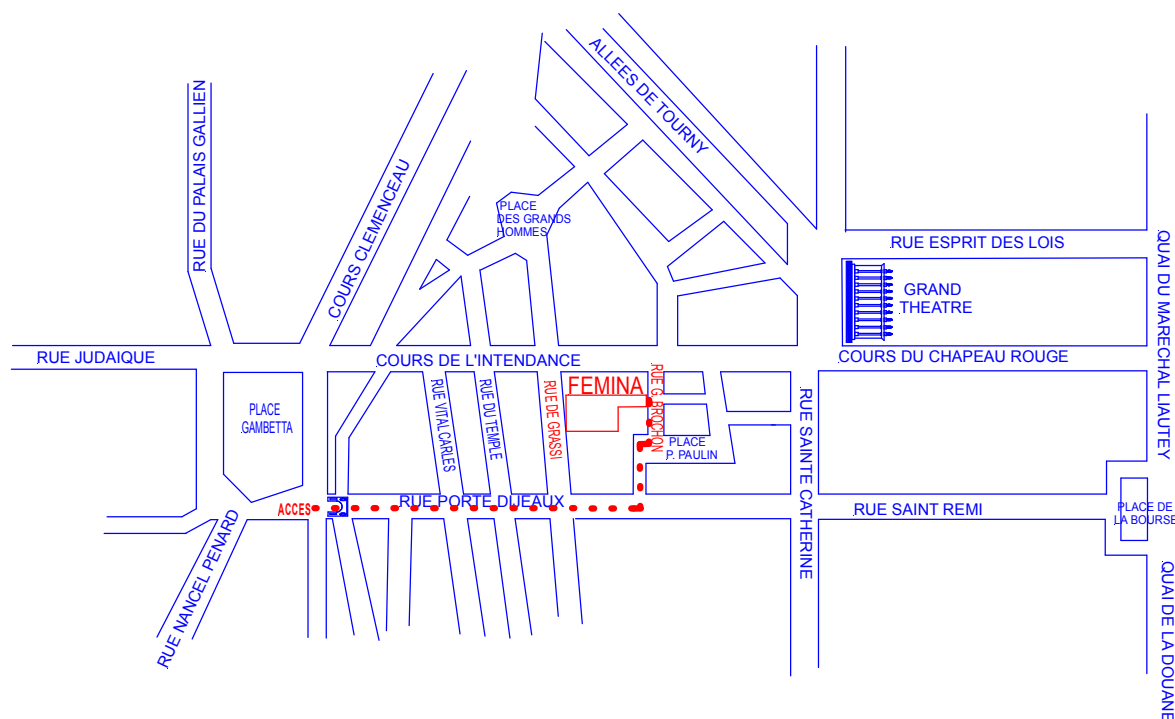 ALLEES DE TOURNY
RUE DU PALAIS GALLIEN
COURS CLEMENCEAU
PLACE
DES GRANDS
HOMMES
RUE ESPRIT DES LOIS
QUAI DU MARECHAL LIAUTEY
GRAND
THEATRE
RUE JUDAIQUE
COURS DE L'INTENDANCE
COURS DU CHAPEAU ROUGE
PLACE
GAMBETTA
RUE VITAL CARLES
RUE DU TEMPLE
RUE DE GRASSI
FEMINA
RUE G. BROCHON
PLACE
P. PAULIN
RUE SAINTE CATHERINE
ACCES
RUE PORTE DIJEAUX
RUE SAINT REMI
PLACE DE
LA BOURSE
RUE NANCEL PENARD
QUAI DE LA DOUANE